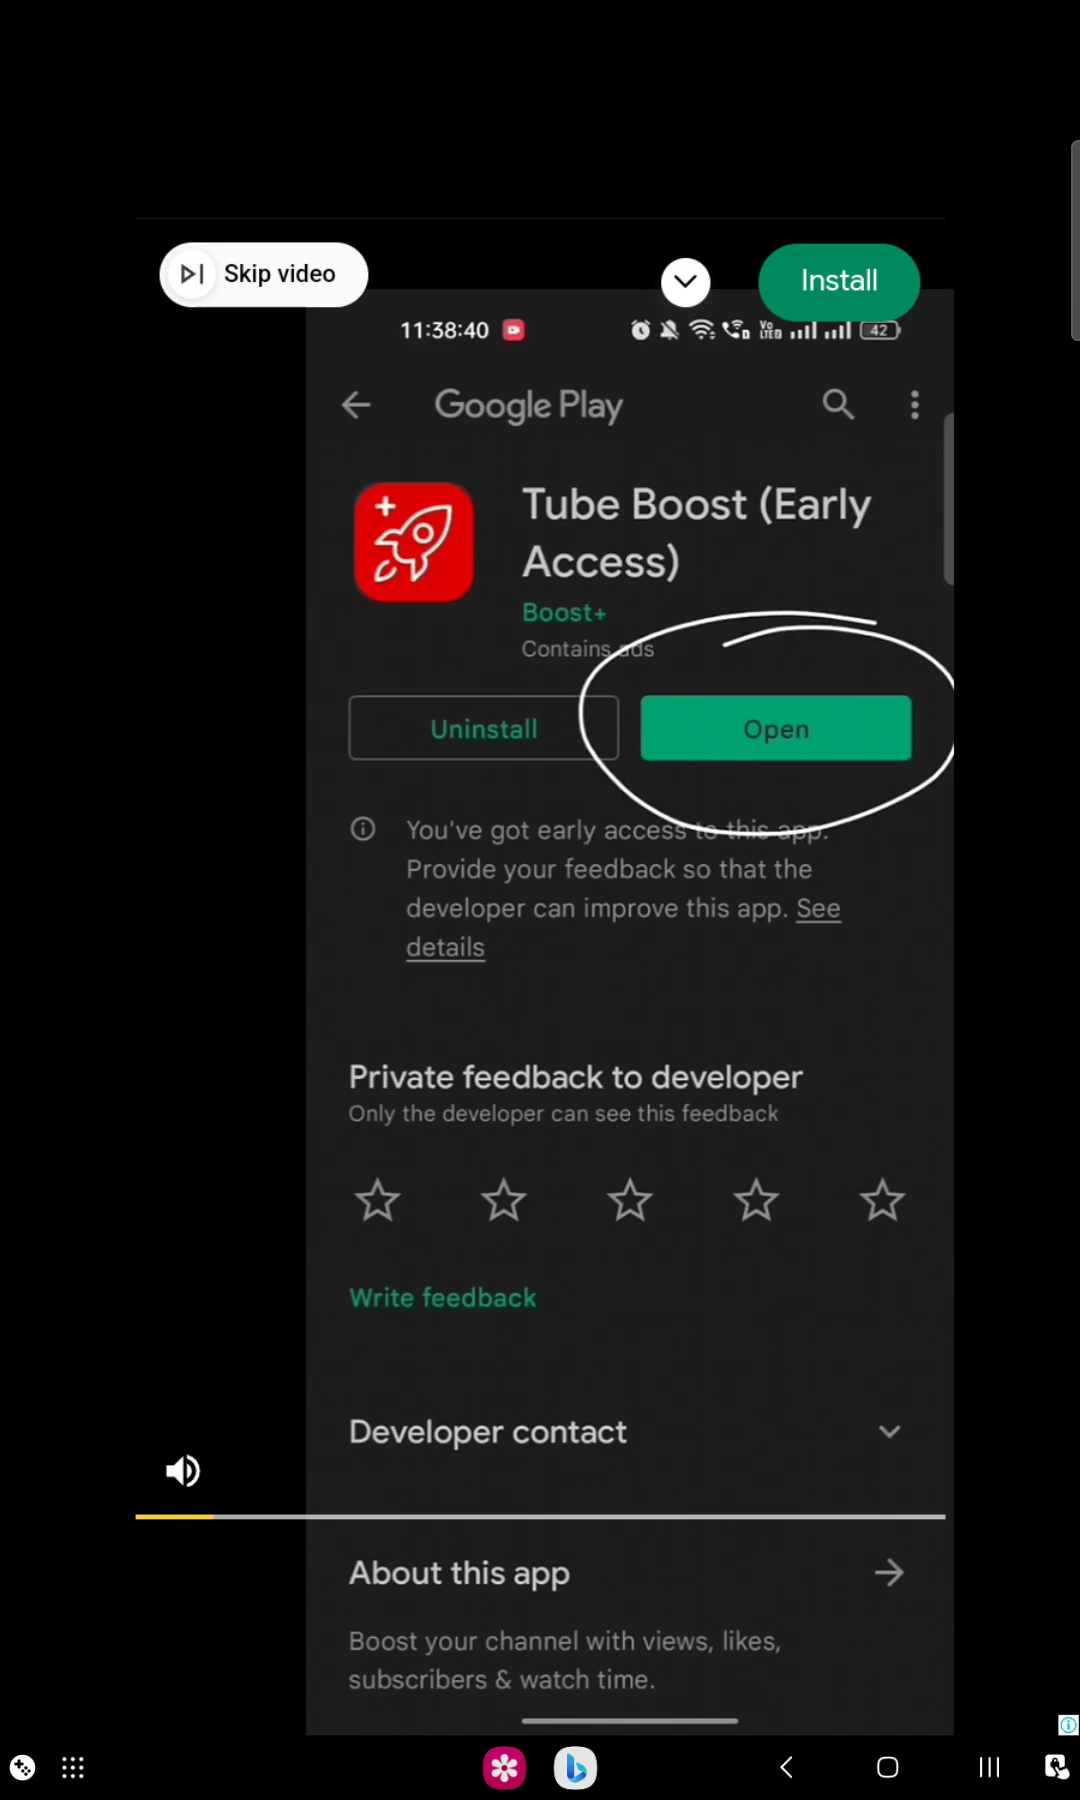 Skip video
Install
11:38:40
Vo
LTE
42
Google Play
Tube Boost (Early
Access)
Boost+
Contains ads
Uninstall
Open
You've got early access to this app.
Provide your feedback so that the
developer can improve this app. See
details
Private feedback to developer
Only the developer can see this feedback
Write feedback
Developer contact
About this app
Boost your channel with views, likes,
subscribers & watch time.